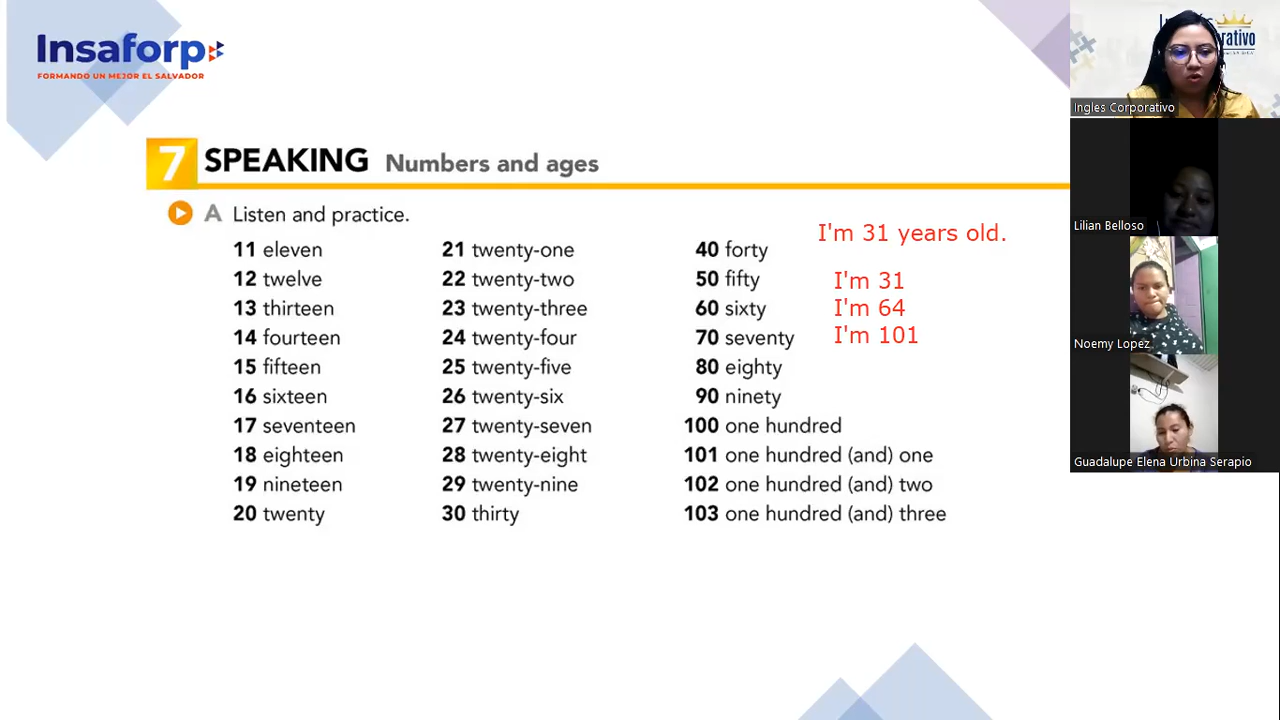 Insaforp
FORMANDO UN MEJOR EL SALVADOR
7 SPEAKING Numbers and ages
A Listen and practice.
11 eleven
12 twelve
13 thirteen
14 fourteen
15 fifteen
16 sixteen
17 seventeen
18 eighteen
19 nineteen
20 twenty
21 twenty-one
22 twenty-two
23 twenty-three
24 twenty-four
25 twenty-five
26 twenty-six
27 twenty-seven
28 twenty-eight
29 twenty-nine
30 thirty
40 forty
50 fifty
60 sixty
70 seventy
80 eighty
90 ninety
100 one hundred
101 one hundred (and) one
102 one hundred (and) two
103 one hundred (and) three
I'm 31 years old.
I'm 31
I'm 64
I'm 101
Ingles Corporativo
Lilian Belloso
Noemy Lopez
Guadalupe Elena Urbina Serapio